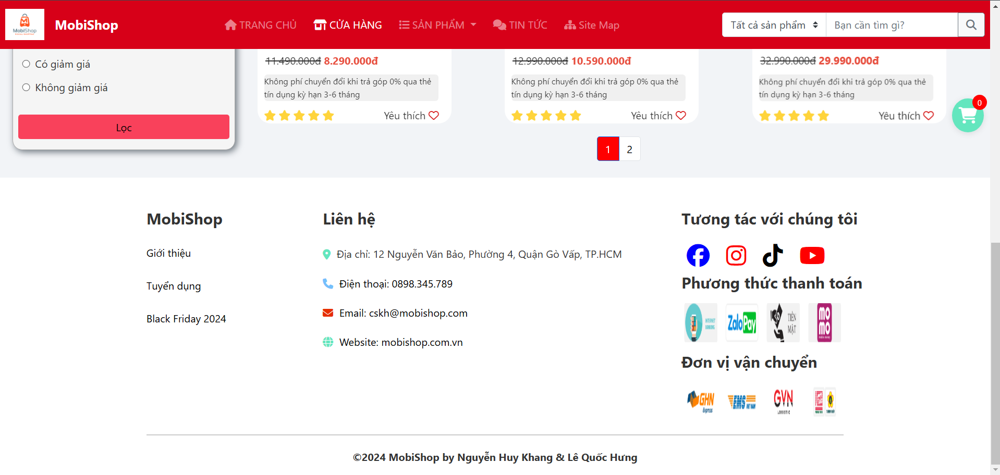 MobiShop
MobiShop
TRANG CHỦ
CỬA HÀNG
SẢN PHẨM
TIN TỨC
Site Map
Tất cả sản phẩm
Bạn cần tìm gì?
Có giảm giá
Không giảm giá
Lọc
11.490.000đ 8.290.000đ
Không phí chuyển đổi khi trả góp 0% qua thẻ
tín dụng kỳ hạn 3-6 tháng
Yêu thích
12.990.000đ 10.590.000đ
Không phí chuyển đổi khi trả góp 0% qua thẻ
tín dụng kỳ hạn 3-6 tháng
Yêu thích
32.990.000đ 29.990.000đ
Không phí chuyển đổi khi trả góp 0% qua thẻ
tín dụng kỳ hạn 3-6 tháng
Yêu thích
0
1
2
MobiShop
Giới thiệu
Tuyển dụng
Black Friday 2024
Liên hệ
Địa chỉ: 12 Nguyễn Văn Bảo, Phường 4, Quận Gò Vấp, TP.HCM
Điện thoại: 0898.345.789
Email: cskh@mobishop.com
Website: mobishop.com.vn
Tương tác với chúng tôi
Phương thức thanh toán
INTERNET
BANKING
ZaloPay
TIỀN
MẶT
MOMO
Đơn vị vận chuyển
GHN
Express
EMS
VIỆT NAM
GVN
LOGISTIC
©2024 MobiShop by Nguyễn Huy Khang & Lê Quốc Hưng